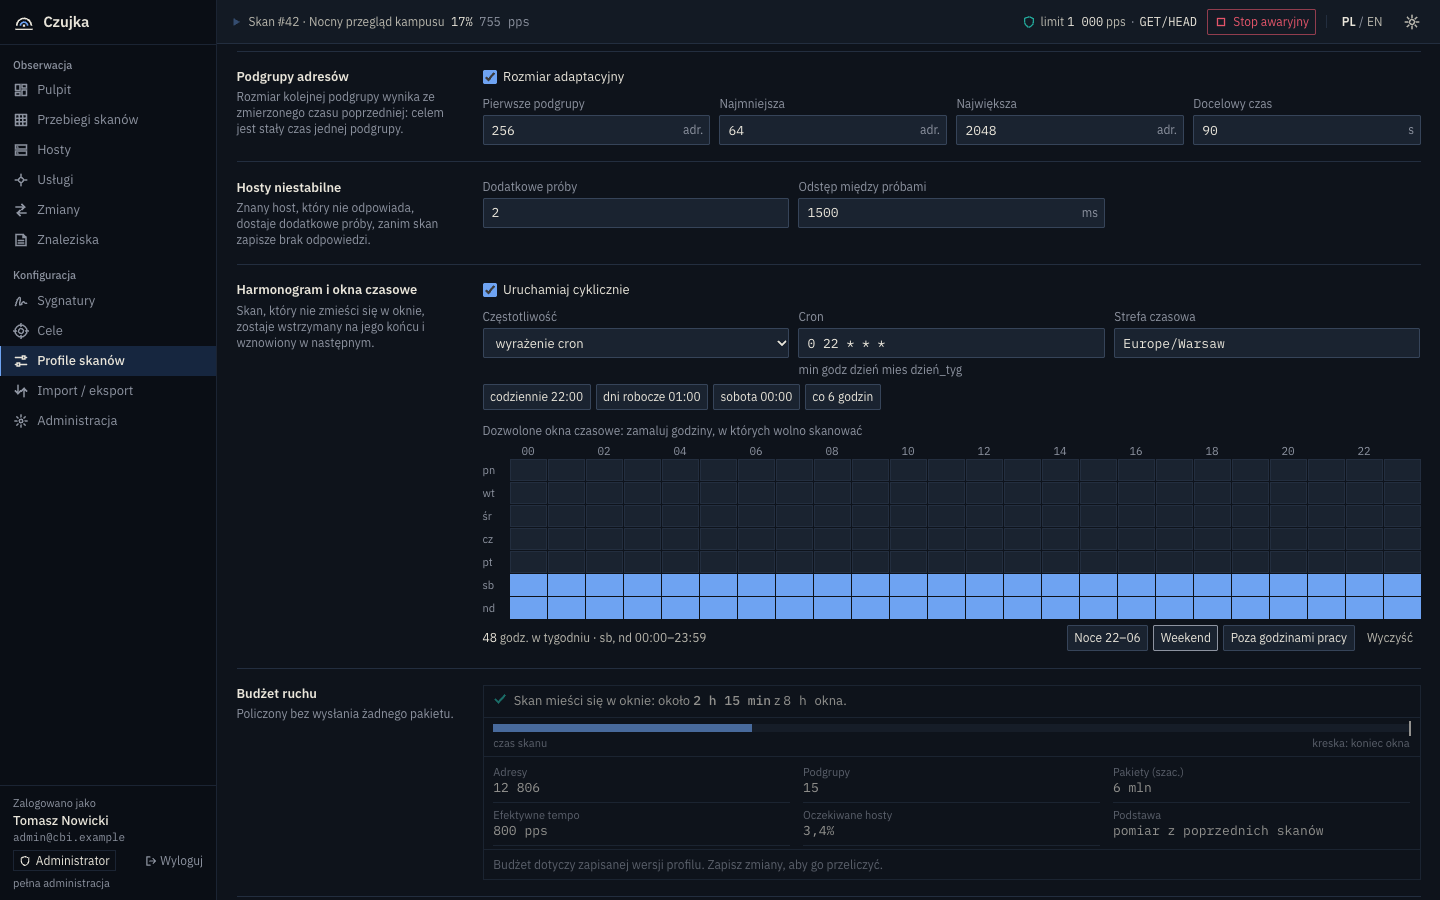 Czujka
Skan #42 · Nocny przegląd kampusu 17% 755 pps
limit 1 000 pps · GET/HEAD
Stop awaryjny
PL / EN
Obserwacja
Pulpit
Przebiegi skanów
Hosty
Usługi
Zmiany
Znaleziska
Konfiguracja
Sygnatury
Cele
Profile skanów
Import / eksport
Administracja
Zalogowano jako
Tomasz Nowicki
admin@cbi.example
Administrator
Wyloguj
pełna administracja
Podgrupy adresów
Rozmiar kolejnej podgrupy wynika ze
zmierzonego czasu poprzedniej: celem
jest stały czas jednej podgrupy.
Rozmiar adaptacyjny
Pierwsze podgrupy Najmniejsza Największa Docelowy czas
256 adr. 64 adr. 2048 adr. 90 s
Hosty niestabilne
Znany host, który nie odpowiada,
dostaje dodatkowe próby, zanim skan
zapisze brak odpowiedzi.
Dodatkowe próby Odstęp między próbami
2 1500 ms
Harmonogram i okna czasowe
Skan, który nie zmieści się w oknie,
zostaje wstrzymany na jego końcu i
wznowiony w następnym.
Uruchamiaj cyklicznie
Częstotliwość Cron Strefa czasowa
wyrażenie cron 0 22 * * * Europe/Warsaw
min godz dzień mies dzień_tyg
codziennie 22:00 dni robocze 01:00 sobota 00:00 co 6 godzin
Dozwolone okna czasowe: zamaluj godziny, w których wolno skanować
00 02 04 06 08 10 12 14 16 18 20 22
pn
wt
śr
cz
pt
sb
nd
48 godz. w tygodniu · sb, nd 00:00–23:59
Noce 22–06 Weekend Poza godzinami pracy Wyczyść
Budżet ruchu
Policzony bez wysłania żadnego pakietu.
Skan mieści się w oknie: około 2 h 15 min z 8 h okna.
czas skanu kreska: koniec okna
Adresy Podgrupy Pakiety (szac.)
12 806 15 6 mln
Efektywne tempo Oczekiwane hosty Podstawa
800 pps 3,4% pomiar z poprzednich skanów
Budżet dotyczy zapisanej wersji profilu. Zapisz zmiany, aby go przeliczyć.